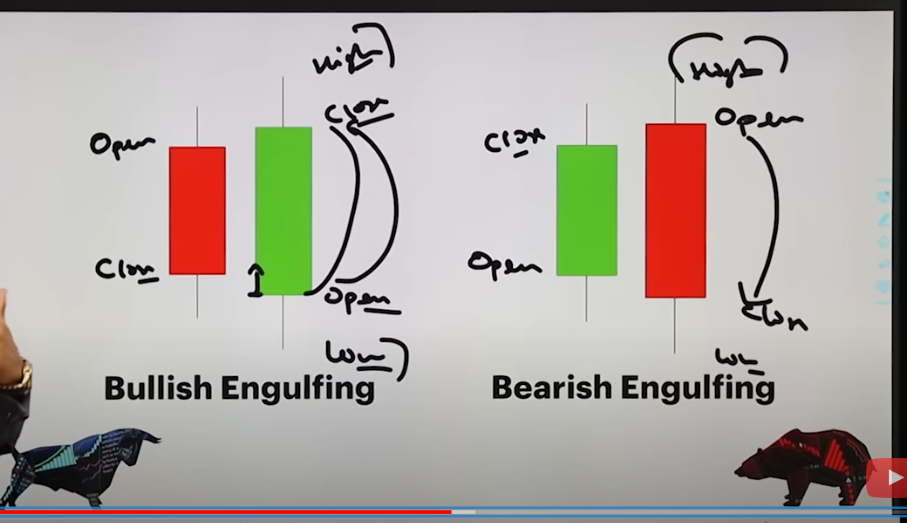 High
Close
Open
Close
Open
Low
Bullish Engulfing
High
Open
Close
Open
Close
Low
Bearish Engulfing